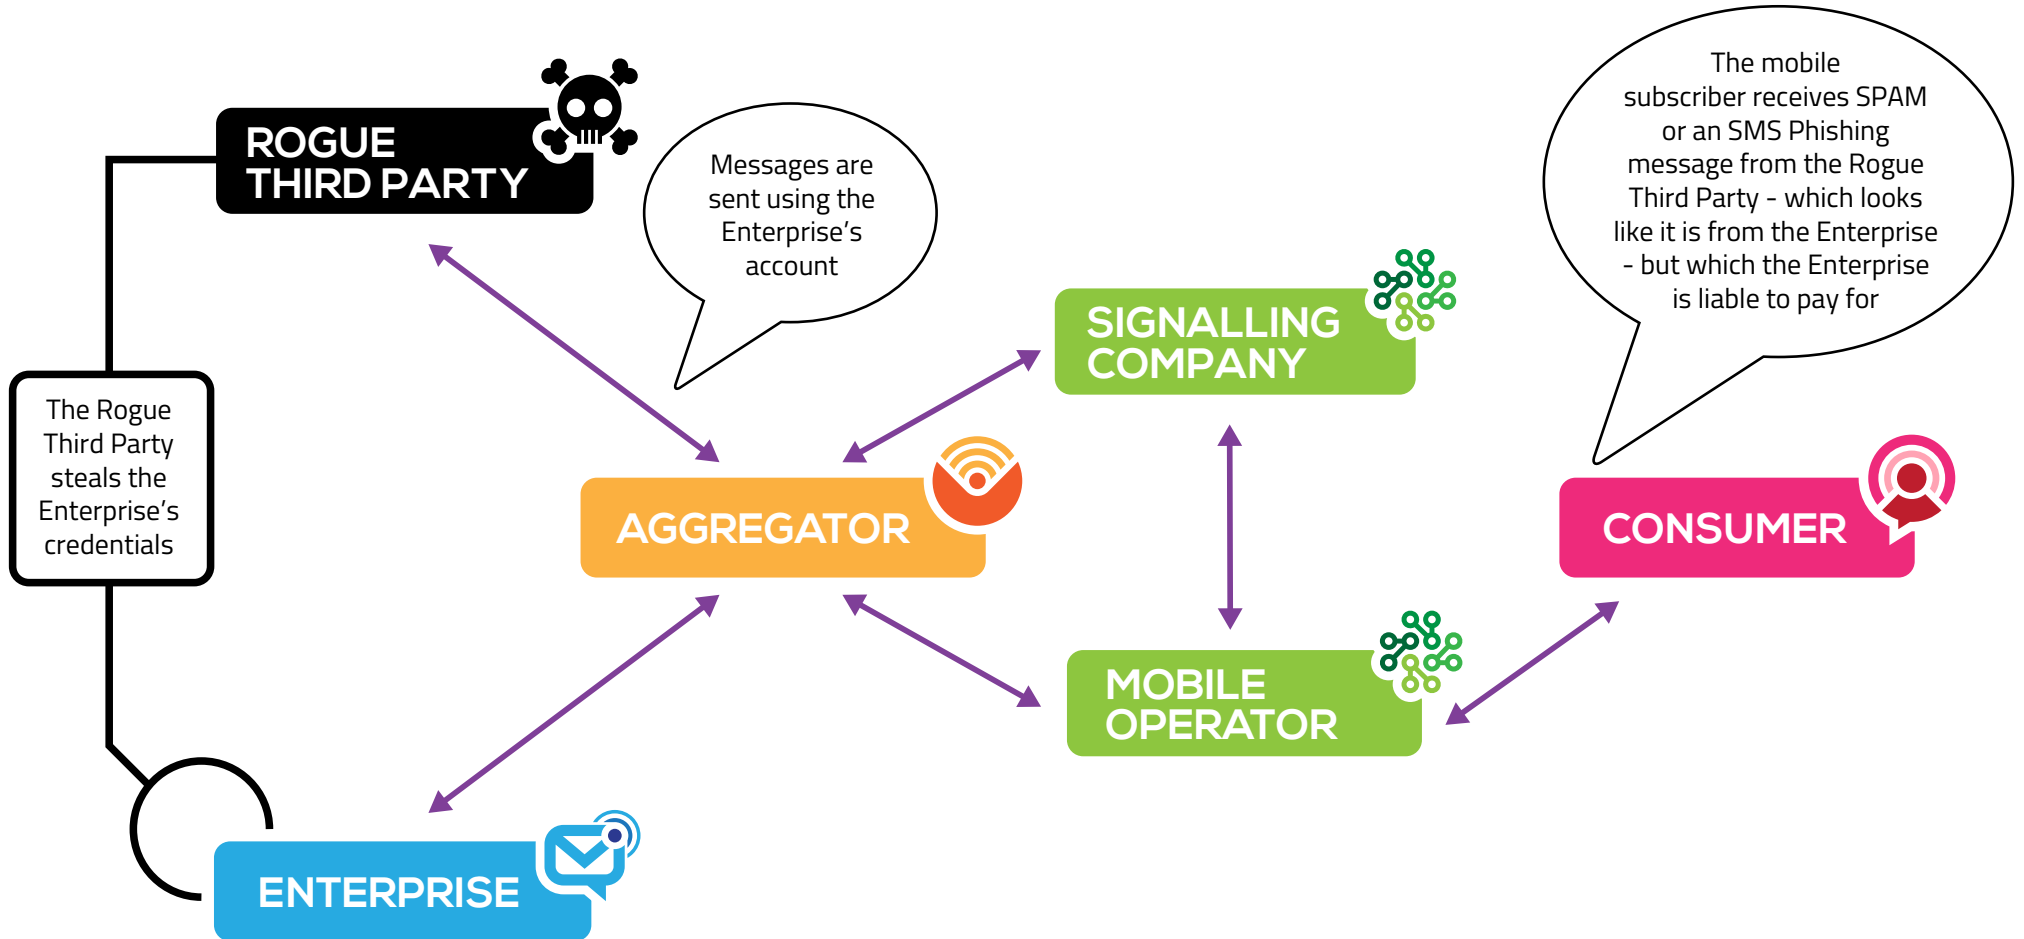 ROGUE
THIRD PARTY
Messages are
sent using the
Enterprise’s
account
The mobile
subscriber receives SPAM
or an SMS Phishing
message from the Rogue
Third Party - which looks
like it is from the Enterprise
- but which the Enterprise
is liable to pay for
SIGNALLING
COMPANY
The Rogue
Third Party
steals the
Enterprise’s
credentials
AGGREGATOR
CONSUMER
MOBILE
OPERATOR
ENTERPRISE